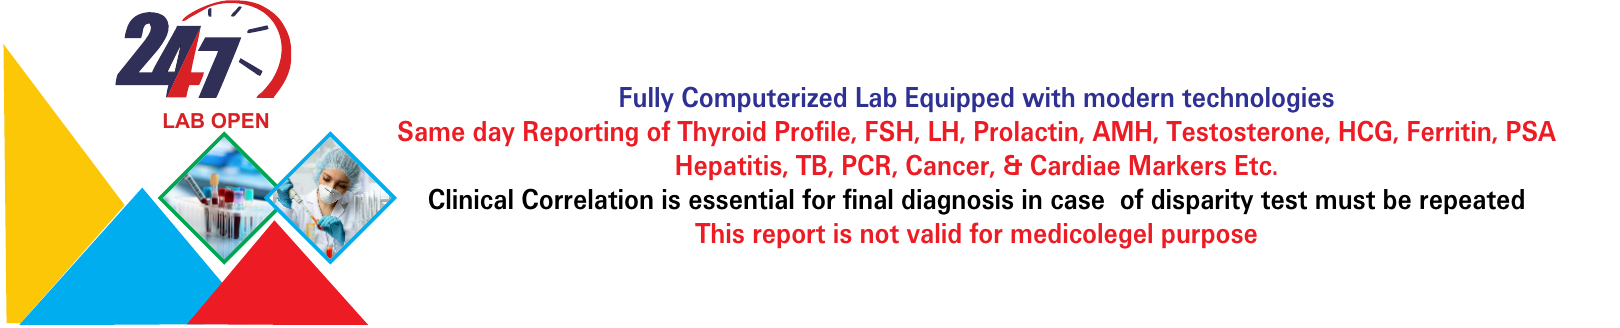 247
LAB OPEN
Fully Computerized Lab Equipped with modern technologies
Same day Reporting of Thyroid Profile, FSH, LH, Prolactin, AMH, Testosterone, HCG, Ferritin, PSA
Hepatitis, TB, PCR, Cancer, & Cardiae Markers Etc.
Clinical Correlation is essential for final diagnosis in case of disparity test must be repeated
This report is not valid for medicolegel purpose